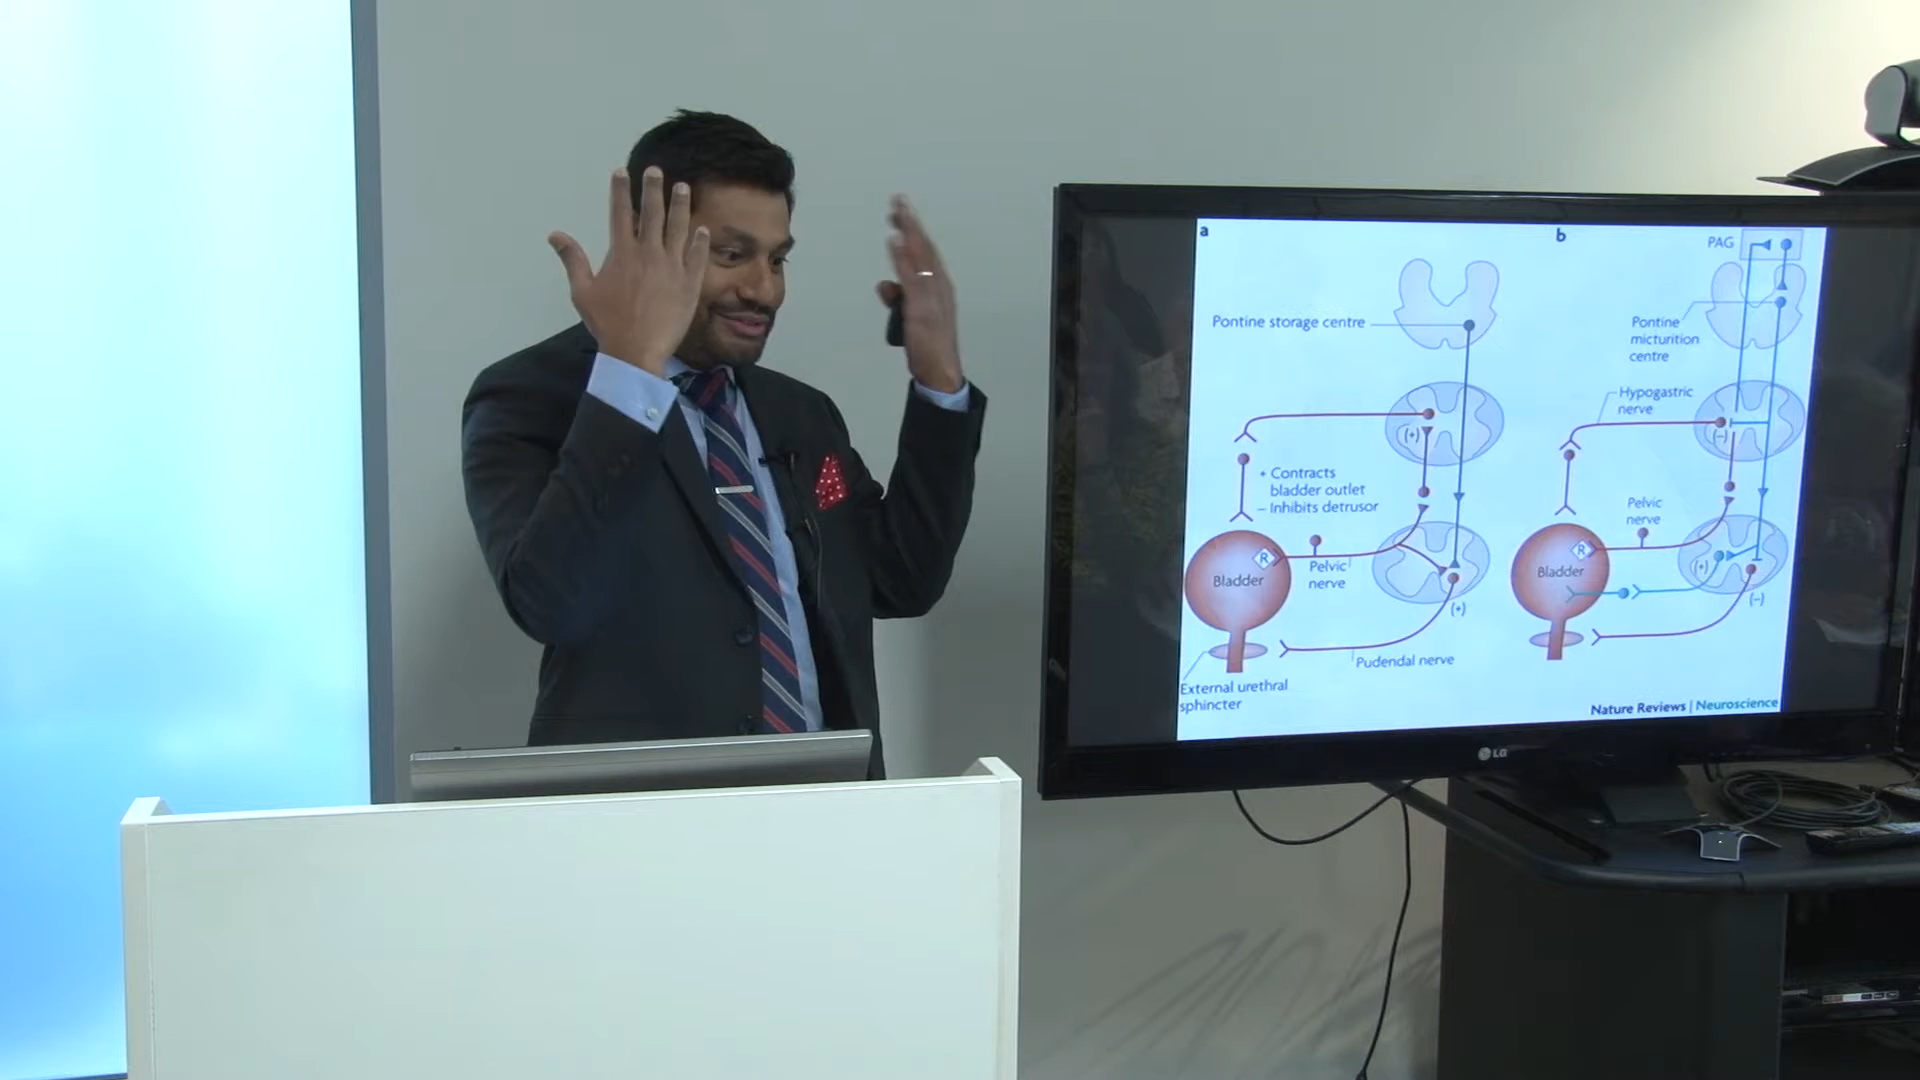 a
Pontine storage centre
(+)
+ Contracts
bladder outlet
– Inhibits detrusor
R
Bladder
Pelvic
nerve
(+)
Pudendal nerve
External urethral
sphincter
b
PAG
Pontine
micturition
centre
Hypogastric
nerve
(–)
Pelvic
nerve
R
Bladder
(+)
(–)
Nature Reviews | Neuroscience
LG